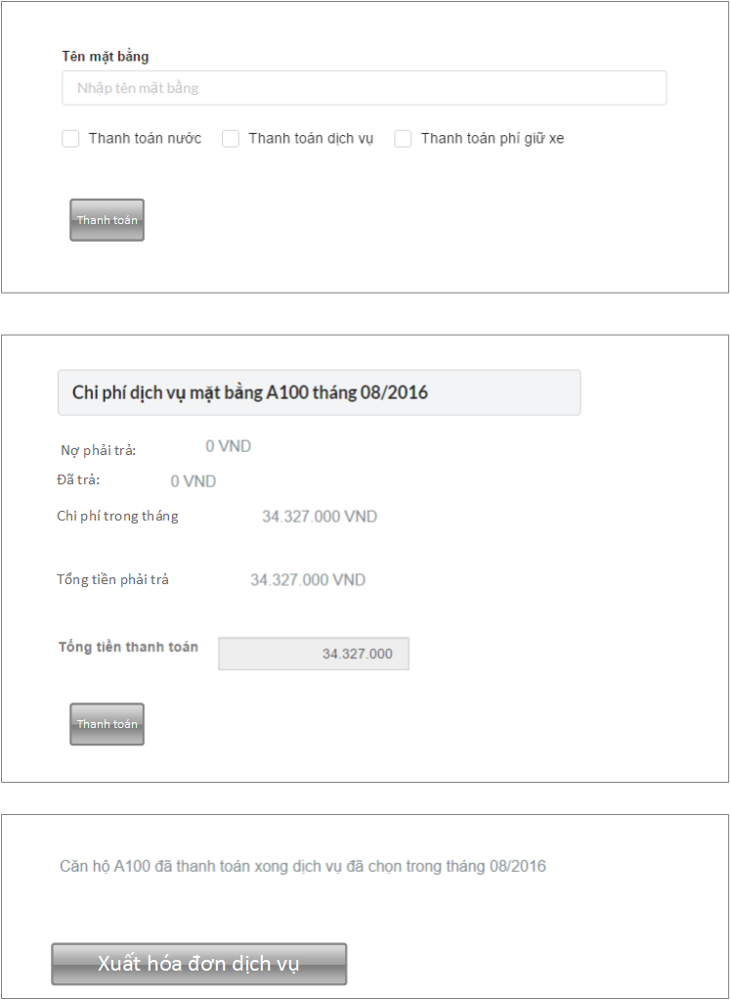 Tên mặt bằng
Nhập tên mặt bằng
Thanh toán nước Thanh toán dịch vụ Thanh toán phí giữ xe
Thanh toán
Chi phí dịch vụ mặt bằng A100 tháng 08/2016
Nợ phải trả: 0 VND
Đã trả: 0 VND
Chi phí trong tháng 34.327.000 VND
Tổng tiền phải trả 34.327.000 VND
Tổng tiền thanh toán 34.327.000
Thanh toán
Căn hộ A100 đã thanh toán xong dịch vụ đã chọn trong tháng 08/2016
Xuất hóa đơn dịch vụ